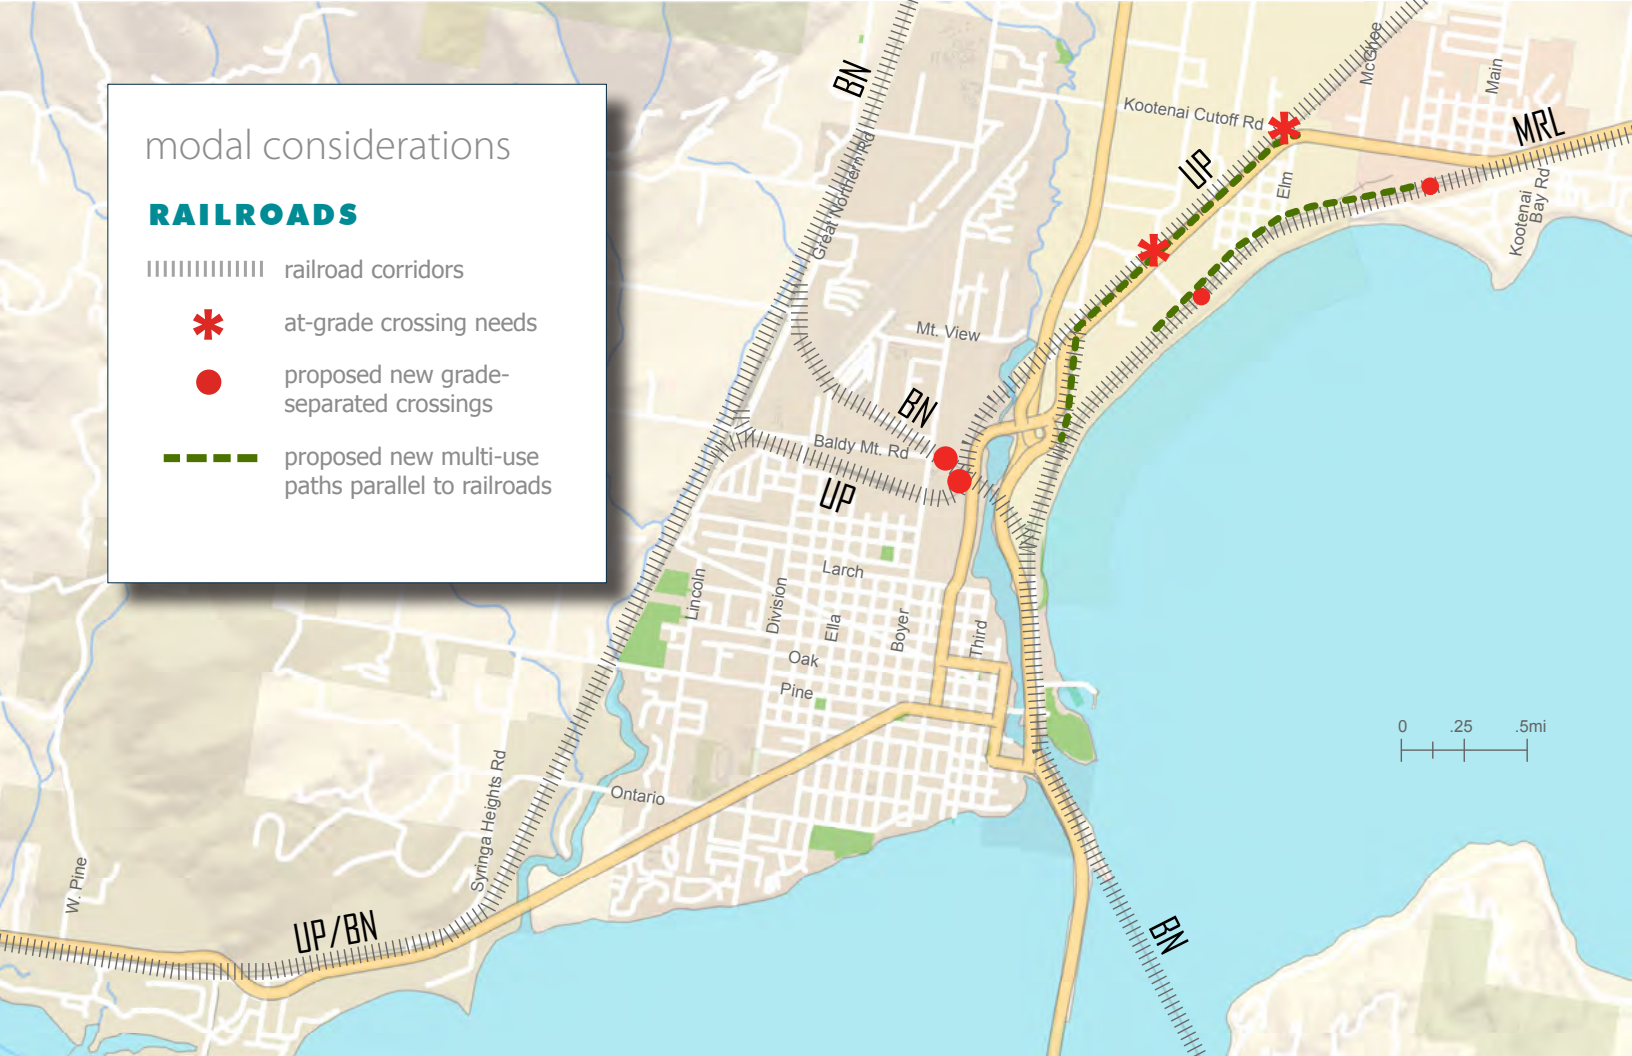 modal considerations
RAILROADS
railroad corridors
at-grade crossing needs
proposed new grade-
separated crossings
proposed new multi-use
paths parallel to railroads
BN
Great Northern Rd
Kootenai Cutoff Rd
McGhee
Main
MRL
UP
Elm
Kootenai
Bay Rd
Mt. View
BN
Baldy Mt. Rd
UP
Larch
Lincoln
Division
Ella
Boyer
Third
Oak
Pine
0 .25 .5mi
Ontario
Syringa Heights Rd
W. Pine
UP/BN
BN